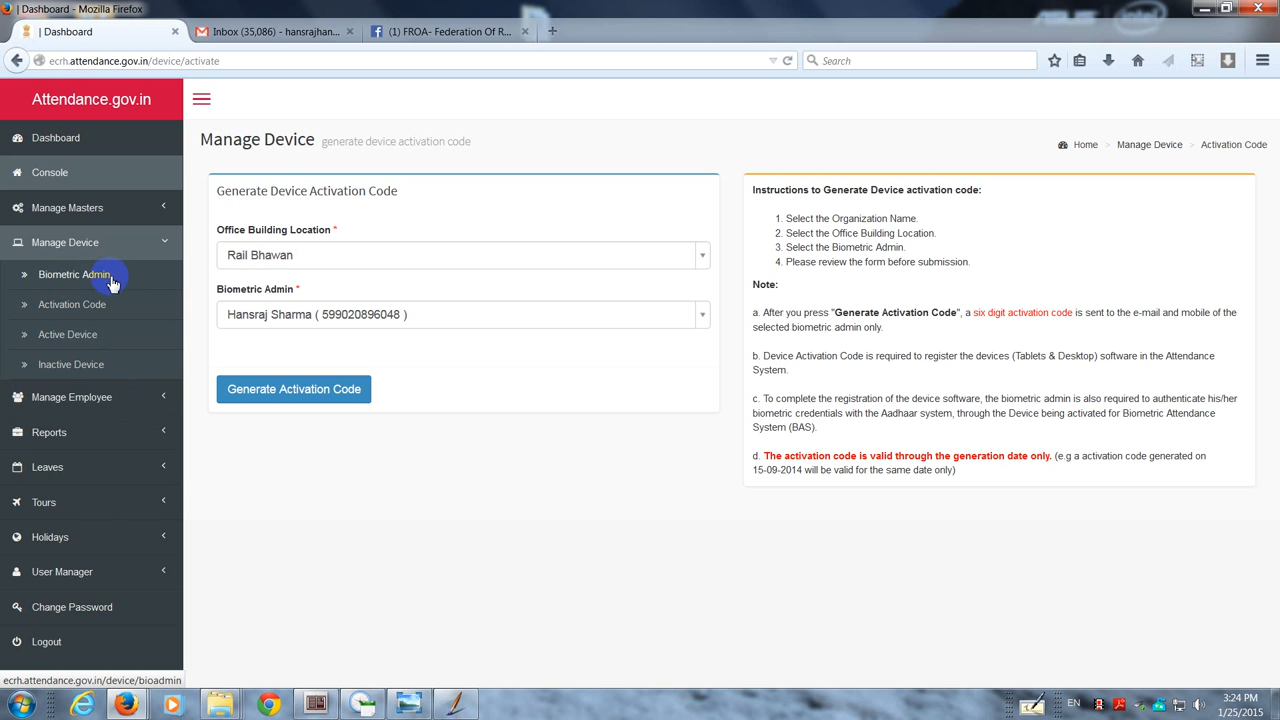 | Dashboard - Mozilla Firefox
| Dashboard
Inbox (35,086) - hansrajhan...
(1) FROA- Federation Of R...
ecrh.attendance.gov.in/device/activate
Search
Attendance.gov.in
Dashboard
Console
Manage Masters
Manage Device
Biometric Admin
Activation Code
Active Device
Inactive Device
Manage Employee
Reports
Leaves
Tours
Holidays
User Manager
Change Password
Logout
Manage Device generate device activation code
Home > Manage Device > Activation Code
Generate Device Activation Code
Office Building Location *
Rail Bhawan
Biometric Admin *
Hansraj Sharma ( 599020896048 )
Generate Activation Code
Instructions to Generate Device activation code:
1. Select the Organization Name.
2. Select the Office Building Location.
3. Select the Biometric Admin.
4. Please review the form before submission.
Note:
a. After you press "Generate Activation Code", a six digit activation code is sent to the e-mail and mobile of the
selected biometric admin only.
b. Device Activation Code is required to register the devices (Tablets & Desktop) software in the Attendance
System.
c. To complete the registration of the device software, the biometric admin is also required to authenticate his/her
biometric credentials with the Aadhaar system, through the Device being activated for Biometric Attendance
System (BAS).
d. The activation code is valid through the generation date only. (e.g a activation code generated on
15-09-2014 will be valid for the same date only)
ecrh.attendance.gov.in/device/bioadmin
EN
3:24 PM
1/25/2015